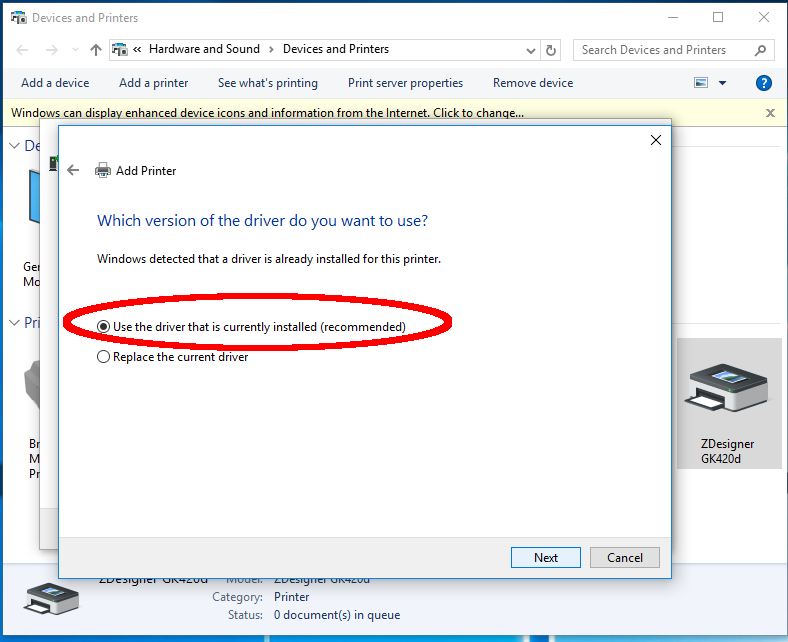 Devices and Printers
« Hardware and Sound > Devices and Printers
Search Devices and Printers
Add a device Add a printer See what's printing Print server properties Remove device
?
Windows can display enhanced device icons and information from the Internet. Click to change...
De
Add Printer
Which version of the driver do you want to use?
Windows detected that a driver is already installed for this printer.
Ger
Mo
Pri
Use the driver that is currently installed (recommended)
Replace the current driver
Br
M
Pr
ZDesigner
GK420d
Next Cancel
ZDesigner GK420d Model: ZDesigner GK420d
Category: Printer
Status: 0 document(s) in queue